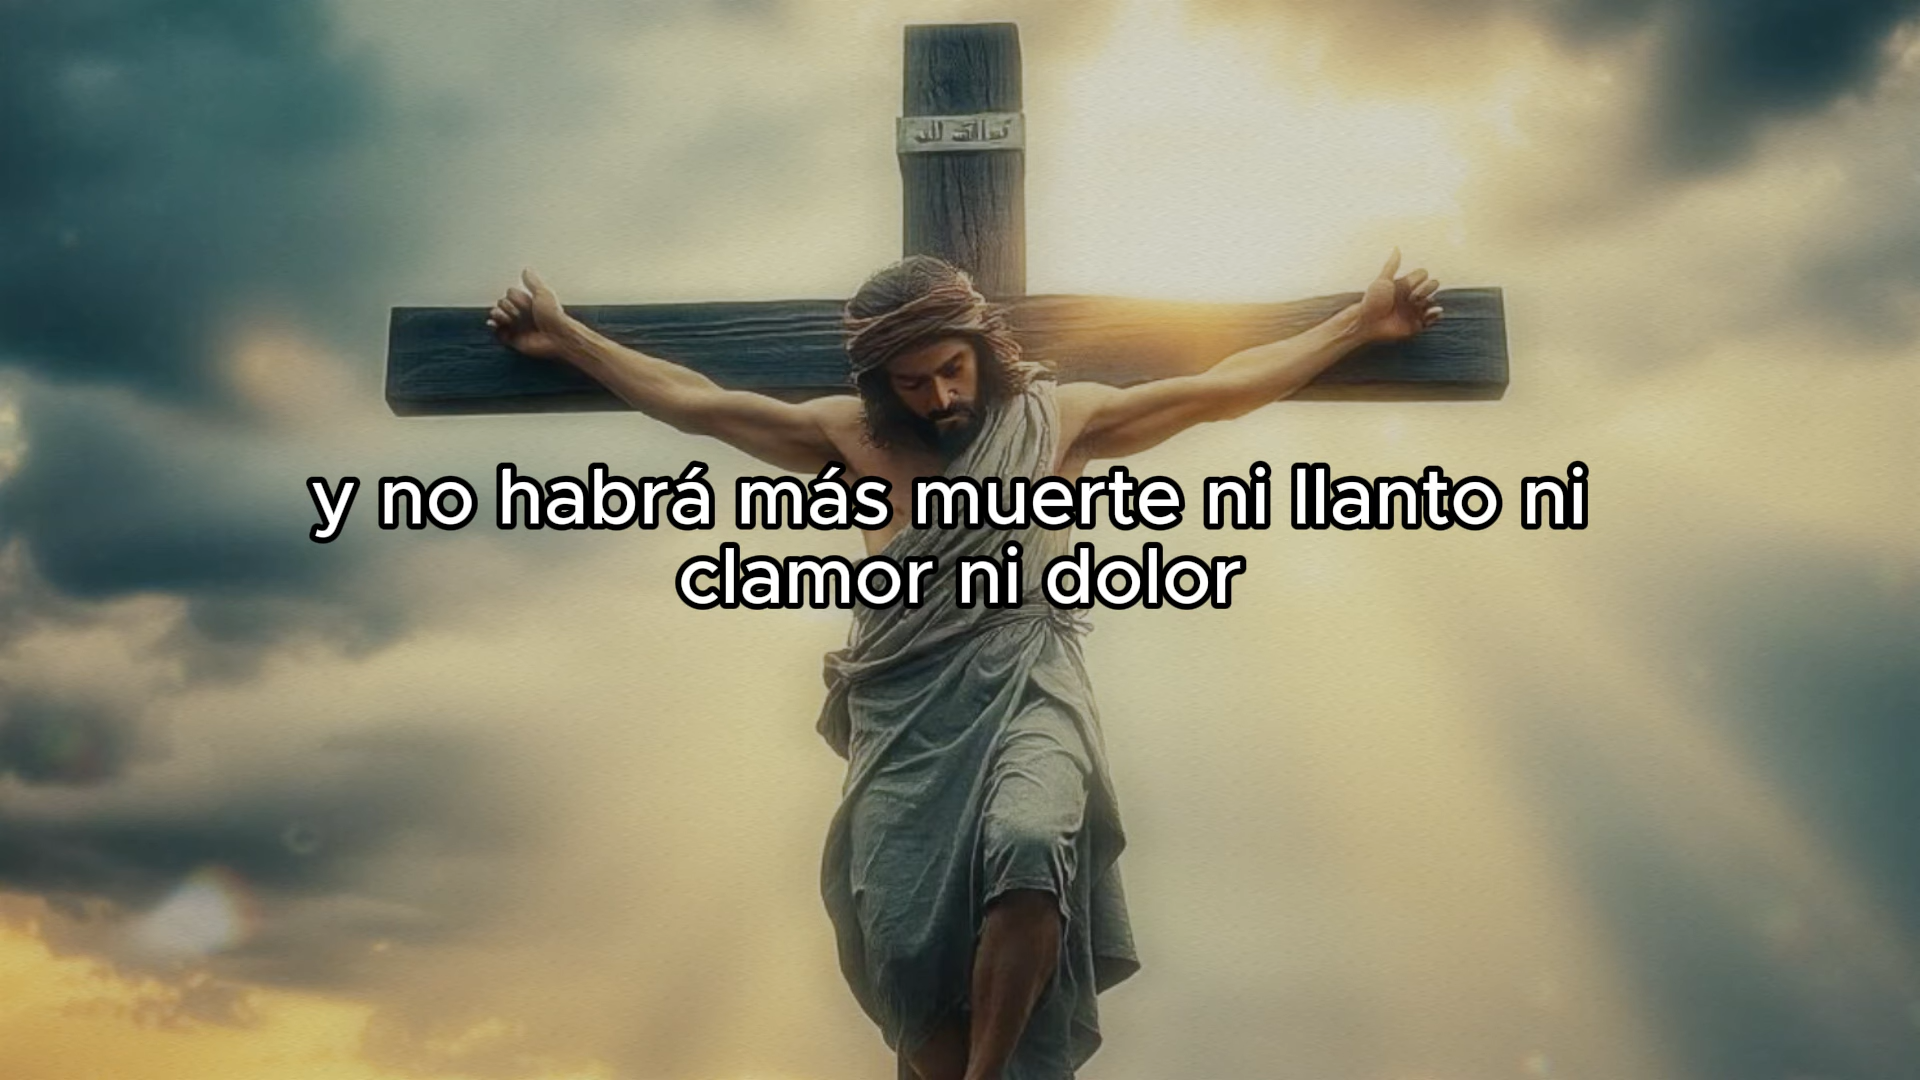 y no habrá más muerte ni llanto ni
clamor ni dolor